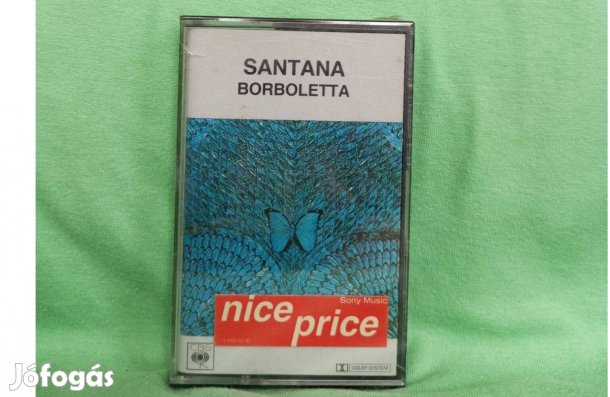 SANTANA
BORBOLETTA
Sony Music
nice price
CBS
DOLBY SYSTEM
Jófogás